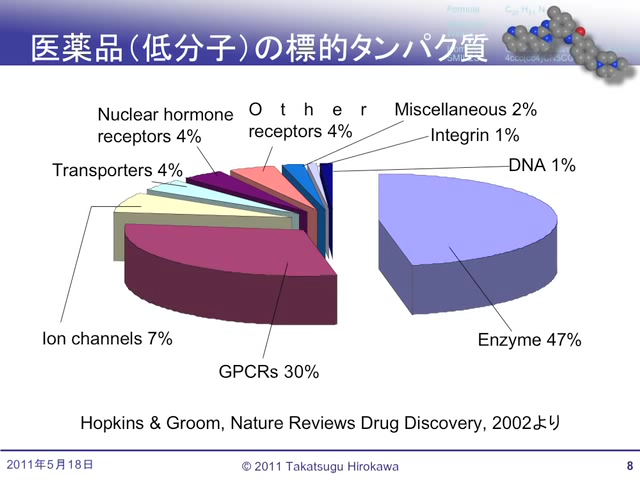 Formula
C
H
N
SMILES
医薬品（低分子）の標的タンパク質
Nuclear hormone
receptors 4%
Other
receptors 4%
Miscellaneous 2%
Integrin 1%
DNA 1%
Transporters 4%
Ion channels 7%
GPCRs 30%
Enzyme 47%
Hopkins & Groom, Nature Reviews Drug Discovery, 2002より
2011年5月18日
© 2011 Takatsugu Hirokawa
8